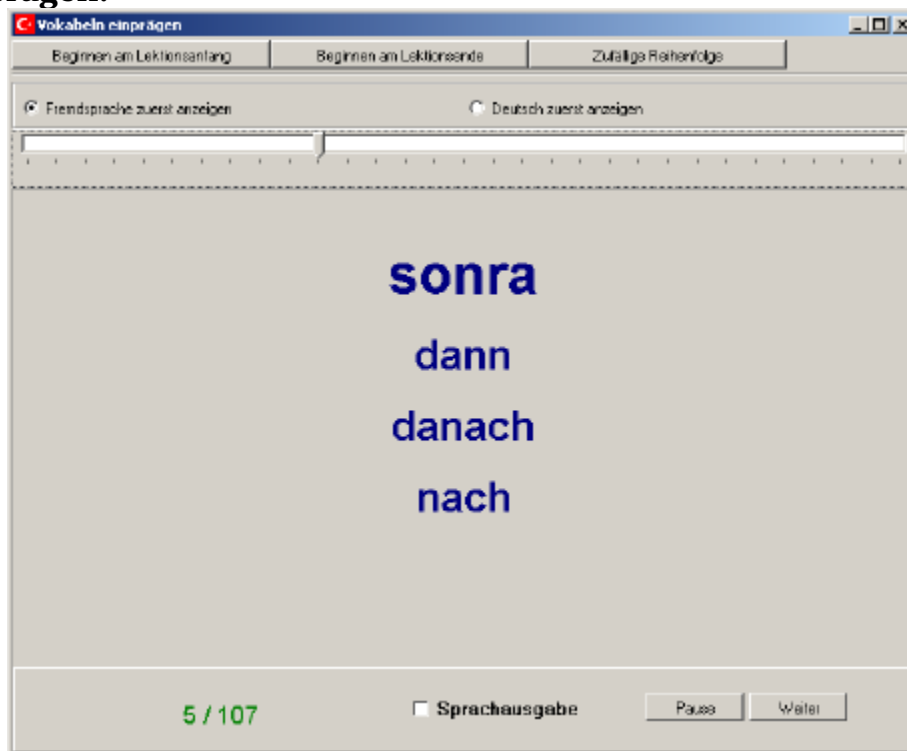 Vokabeln einprägen
Beginnen am Lektionsanfang Beginnen am Lektionsende Zufällige Reihenfolge
Fremdsprache zuerst anzeigen Deutsch zuerst anzeigen
sonra
dann
danach
nach
5 / 107 Sprachausgabe Pause Weiter